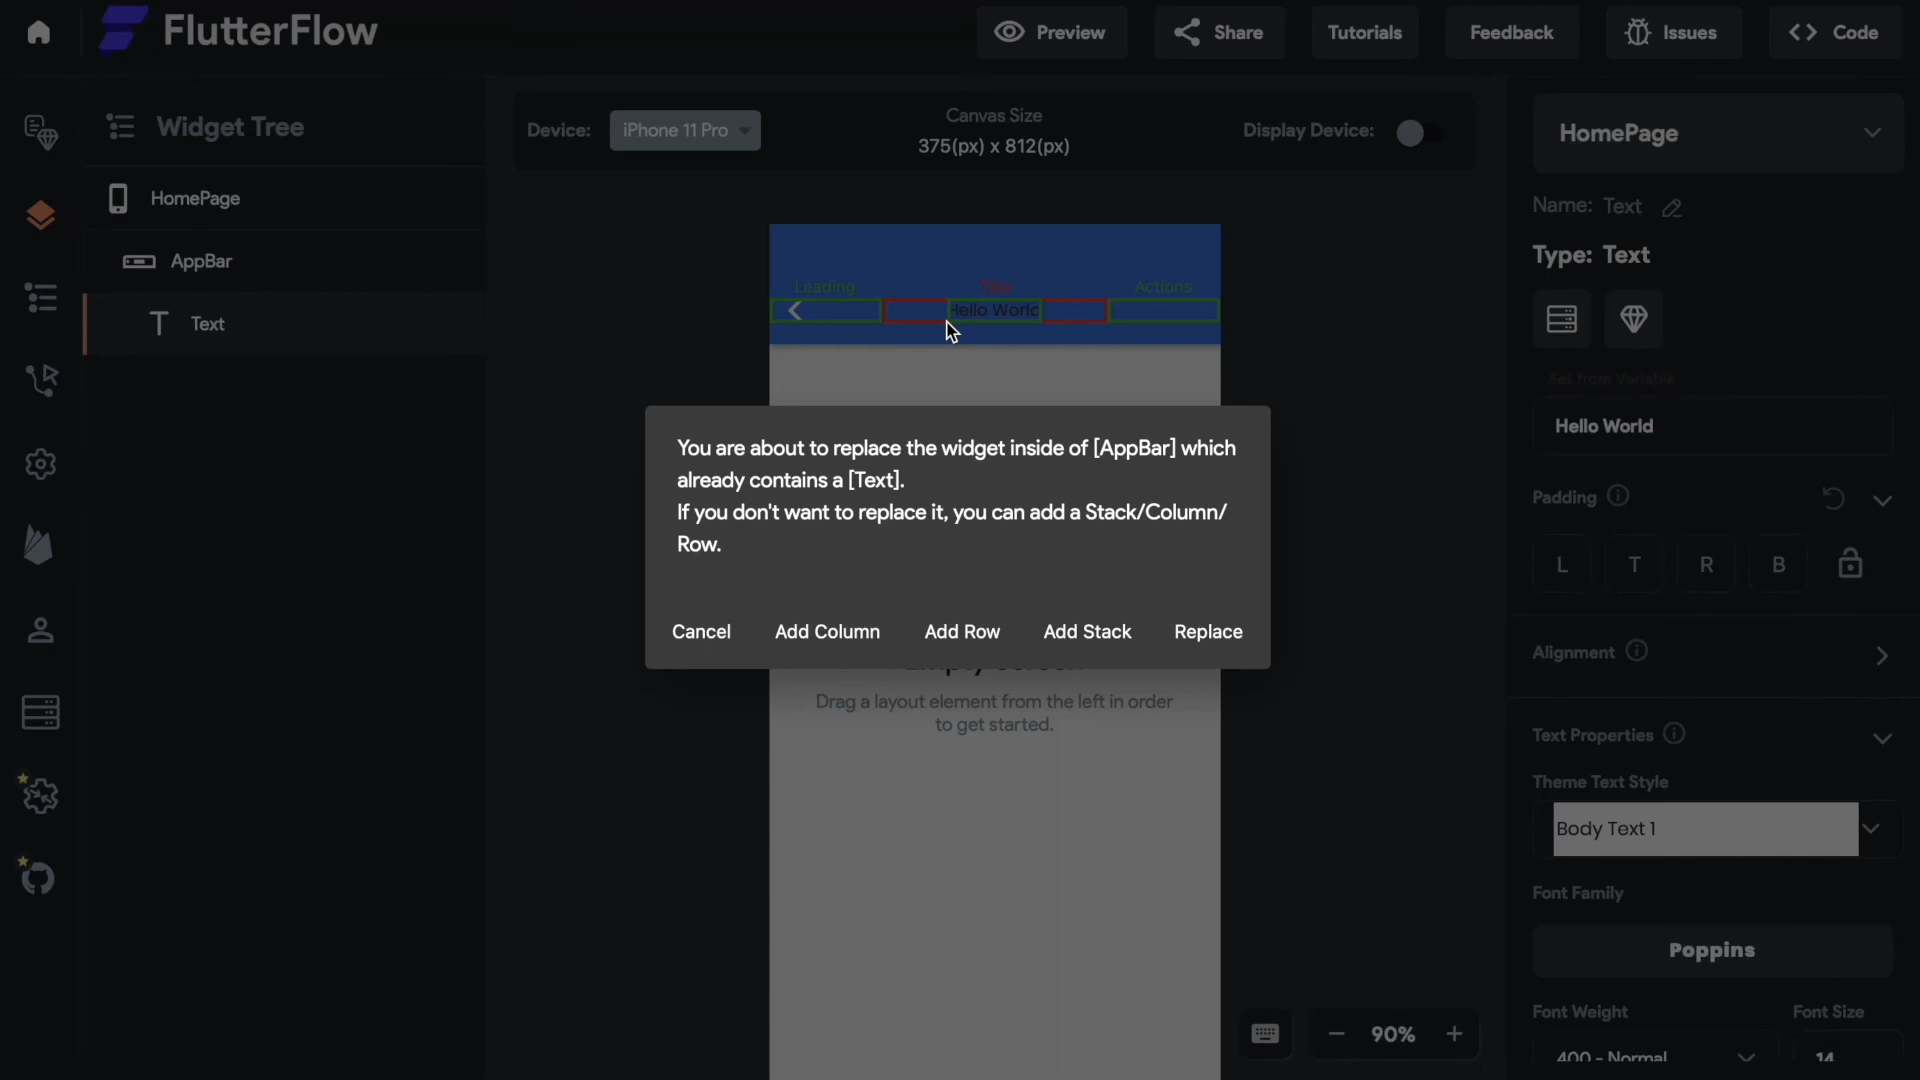 FlutterFlow
Preview
Share
Tutorials
Feedback
Issues
Code
Widget Tree
HomePage
AppBar
Text
Device:
iPhone 11 Pro
Canvas Size
375(px) x 812(px)
Display Device:
Leading
Title
Actions
Hello World
You are about to replace the widget inside of [AppBar] which
already contains a [Text].
If you don't want to replace it, you can add a Stack/Column/
Row.
Cancel
Add Column
Add Row
Add Stack
Replace
Empty Screen
Drag a layout element from the left in order
to get started.
90%
HomePage
Name: Text
Type: Text
Set from Variable
Hello World
Padding
L
T
R
B
Alignment
Text Properties
Theme Text Style
Body Text 1
Font Family
Poppins
Font Weight
Font Size
400 - Normal
14